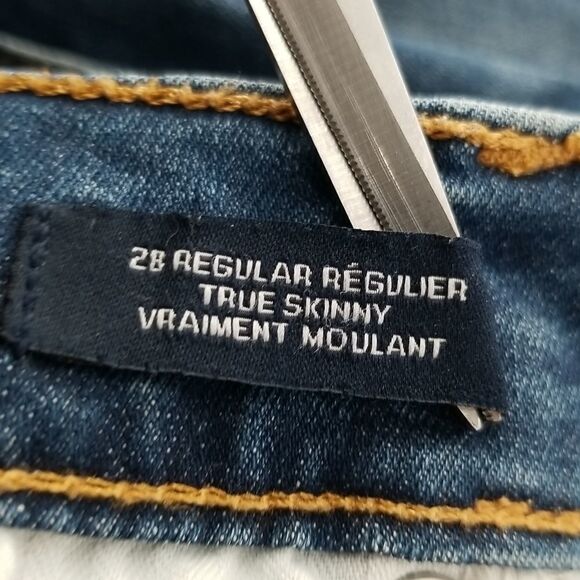 28 REGULAR RÉGULIER
TRUE SKINNY
VRAIMENT MOULANT